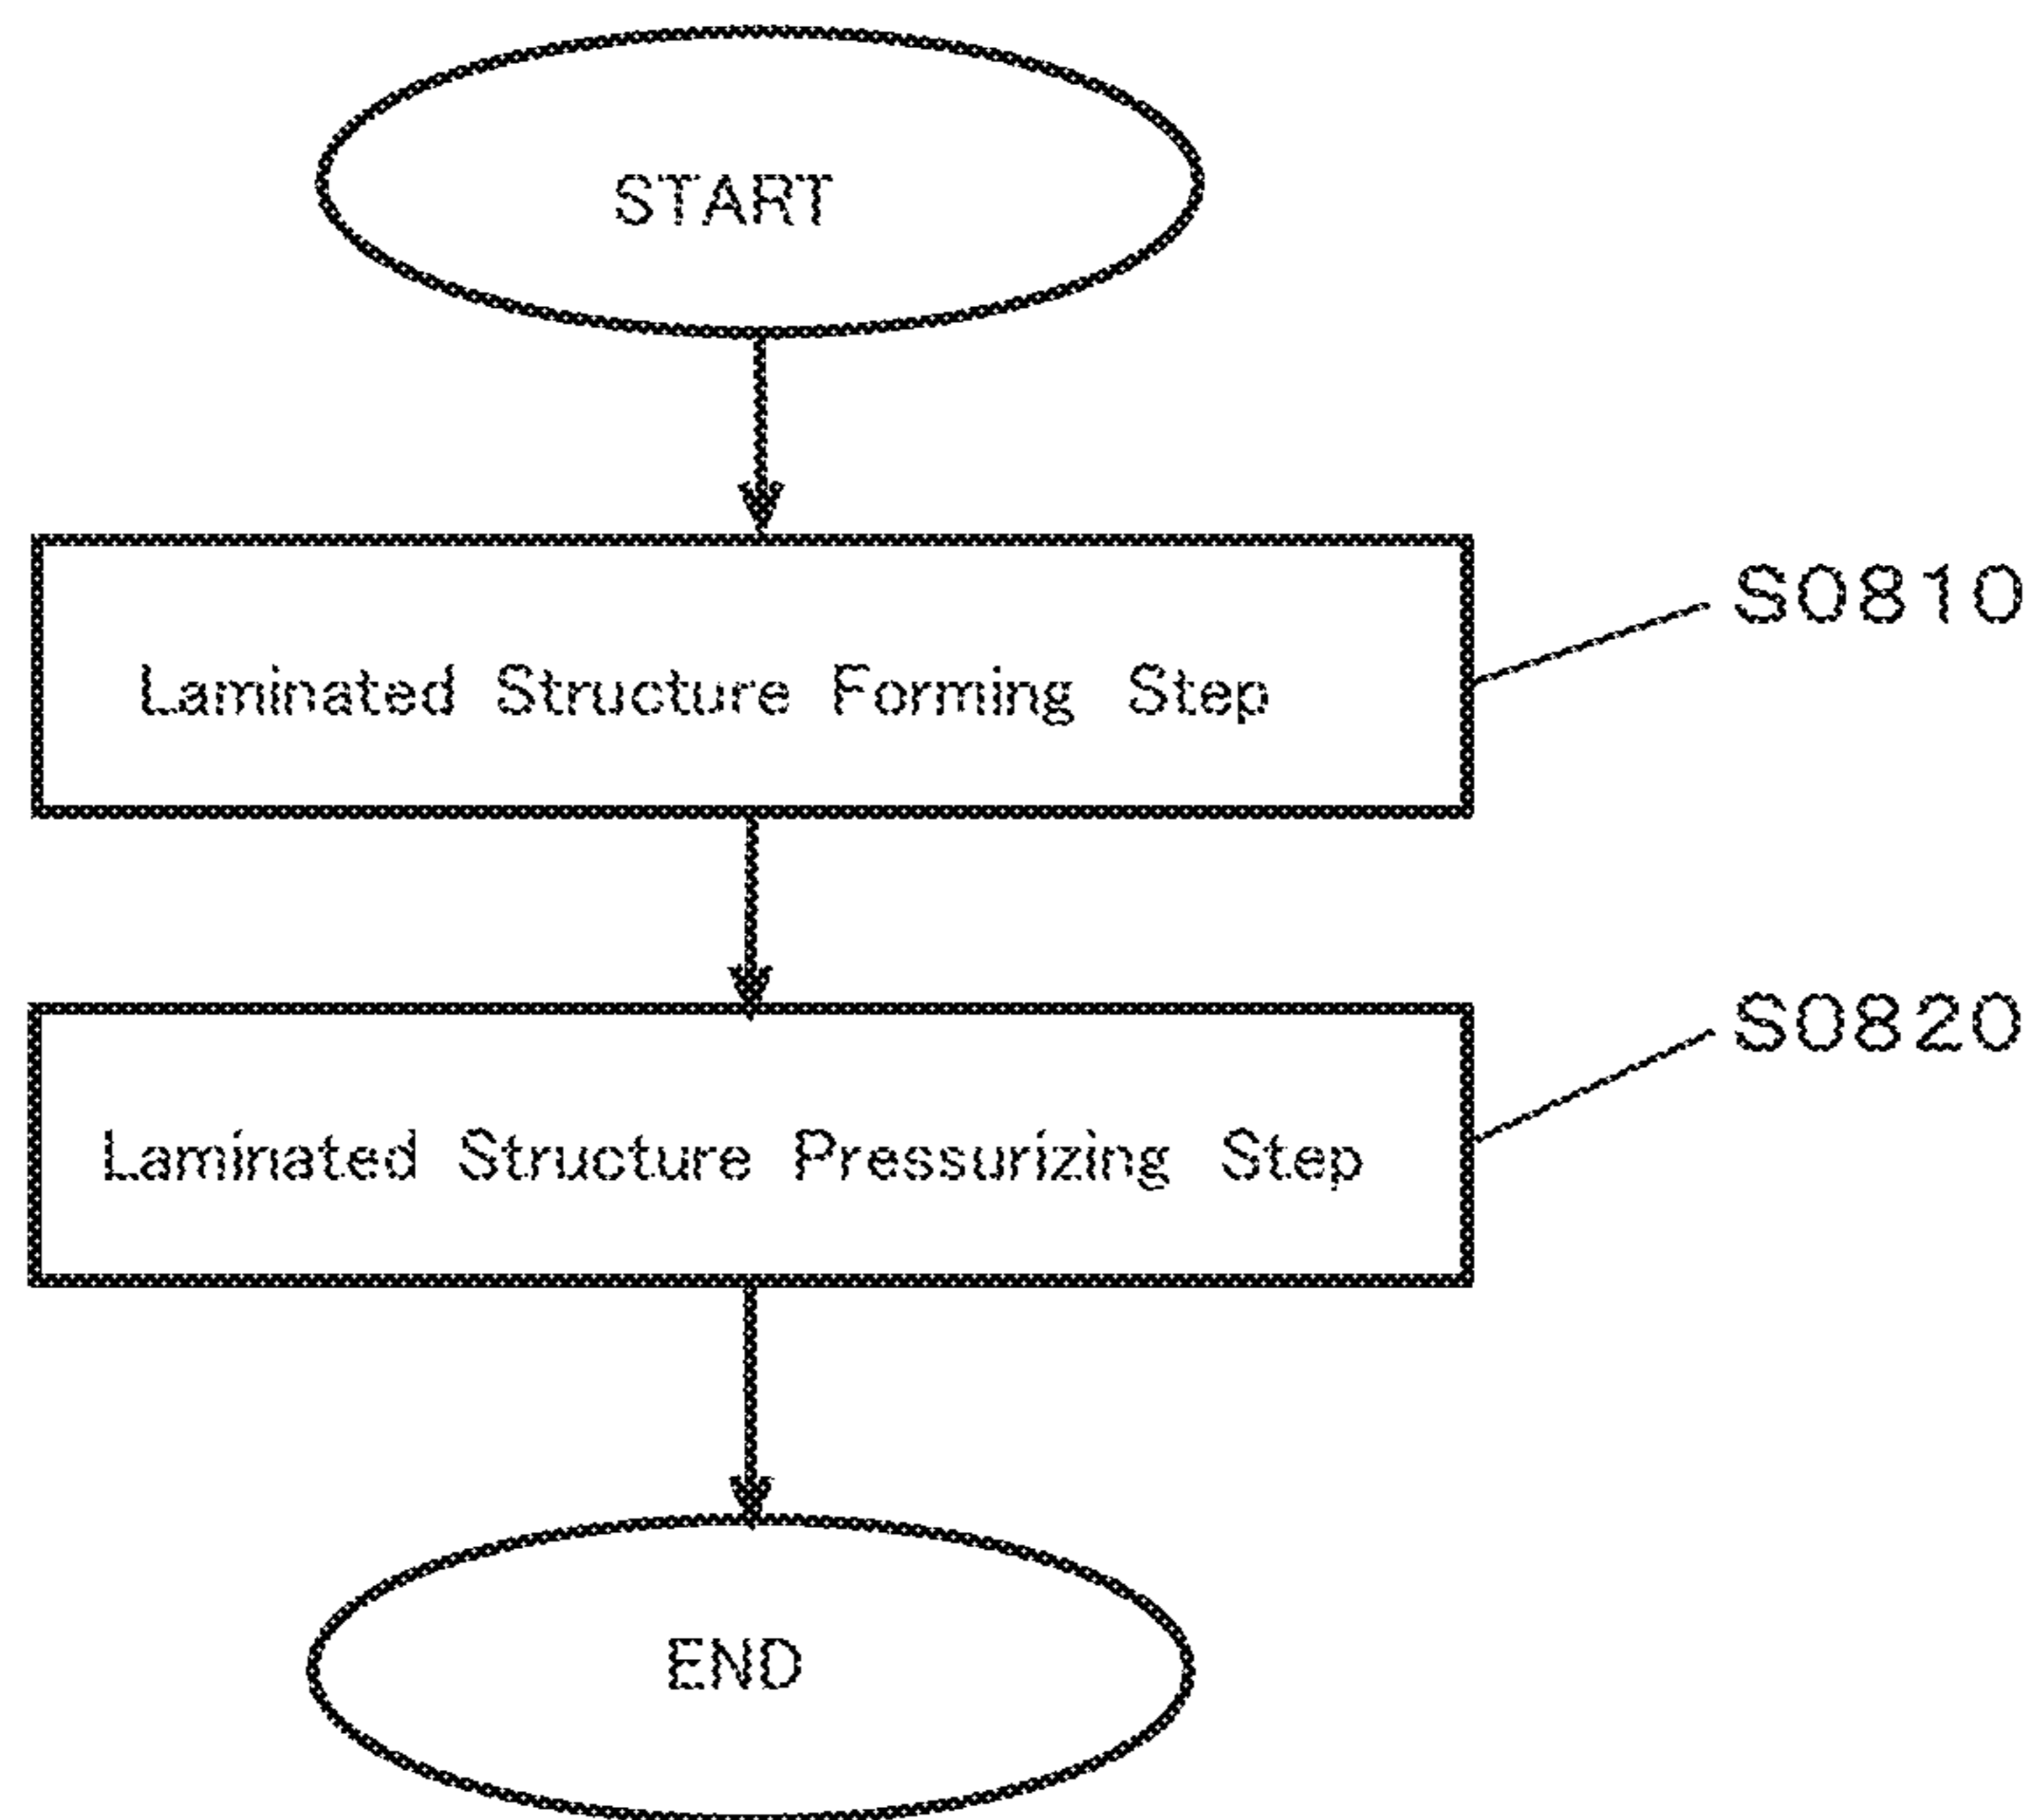 START
S0810
Laminated Structure Forming Step
S0820
Laminated Structure Pressurizing Step
END